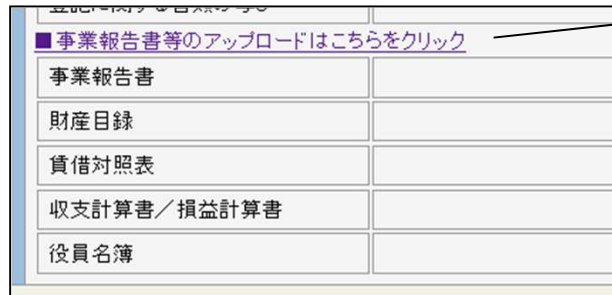 ■事業報告書等のアップロードはこちらをクリック
事業報告書
財産目録
貸借対照表
収支計算書／損益計算書
役員名簿